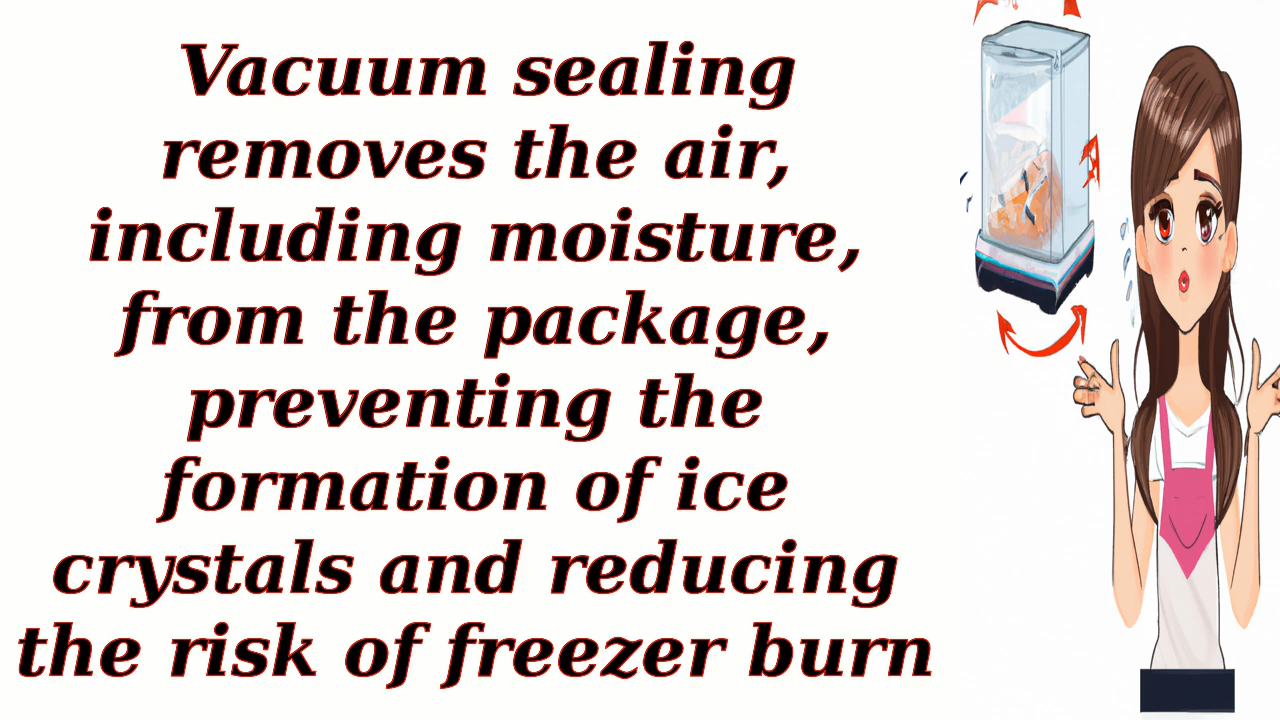 Vacuum sealing
removes the air,
including moisture,
from the package,
preventing the
formation of ice
crystals and reducing
the risk of freezer burn